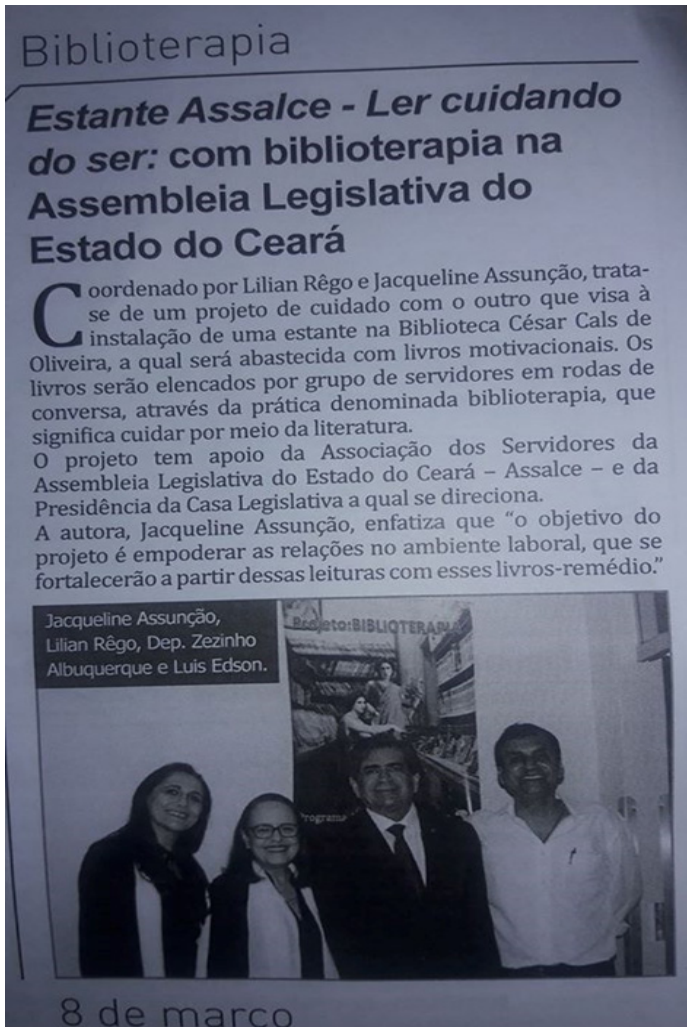 Biblioterapia
Estante Assalce - Ler cuidando
do ser: com biblioterapia na
Assembleia Legislativa do
Estado do Ceará
Coordenado por Lilian Rêgo e Jacqueline Assunção, trata-
se de um projeto de cuidado com o outro que visa à
instalação de uma estante na Biblioteca César Cals de
Oliveira, a qual será abastecida com livros motivacionais. Os
livros serão elencados por grupo de servidores em rodas de
conversa, através da prática denominada biblioterapia, que
significa cuidar por meio da literatura.
O projeto tem apoio da Associação dos Servidores da
Assembleia Legislativa do Estado do Ceará – Assalce – e da
Presidência da Casa Legislativa a qual se direciona.
A autora, Jacqueline Assunção, enfatiza que “o objetivo do
projeto é empoderar as relações no ambiente laboral, que se
fortalecerão a partir dessas leituras com esses livros-remédio.”
Jacqueline Assunção,
Lilian Rêgo, Dep. Zezinho
Albuquerque e Luis Edson.
Projeto:BIBLIOTERAPIA
Programa
8 de março